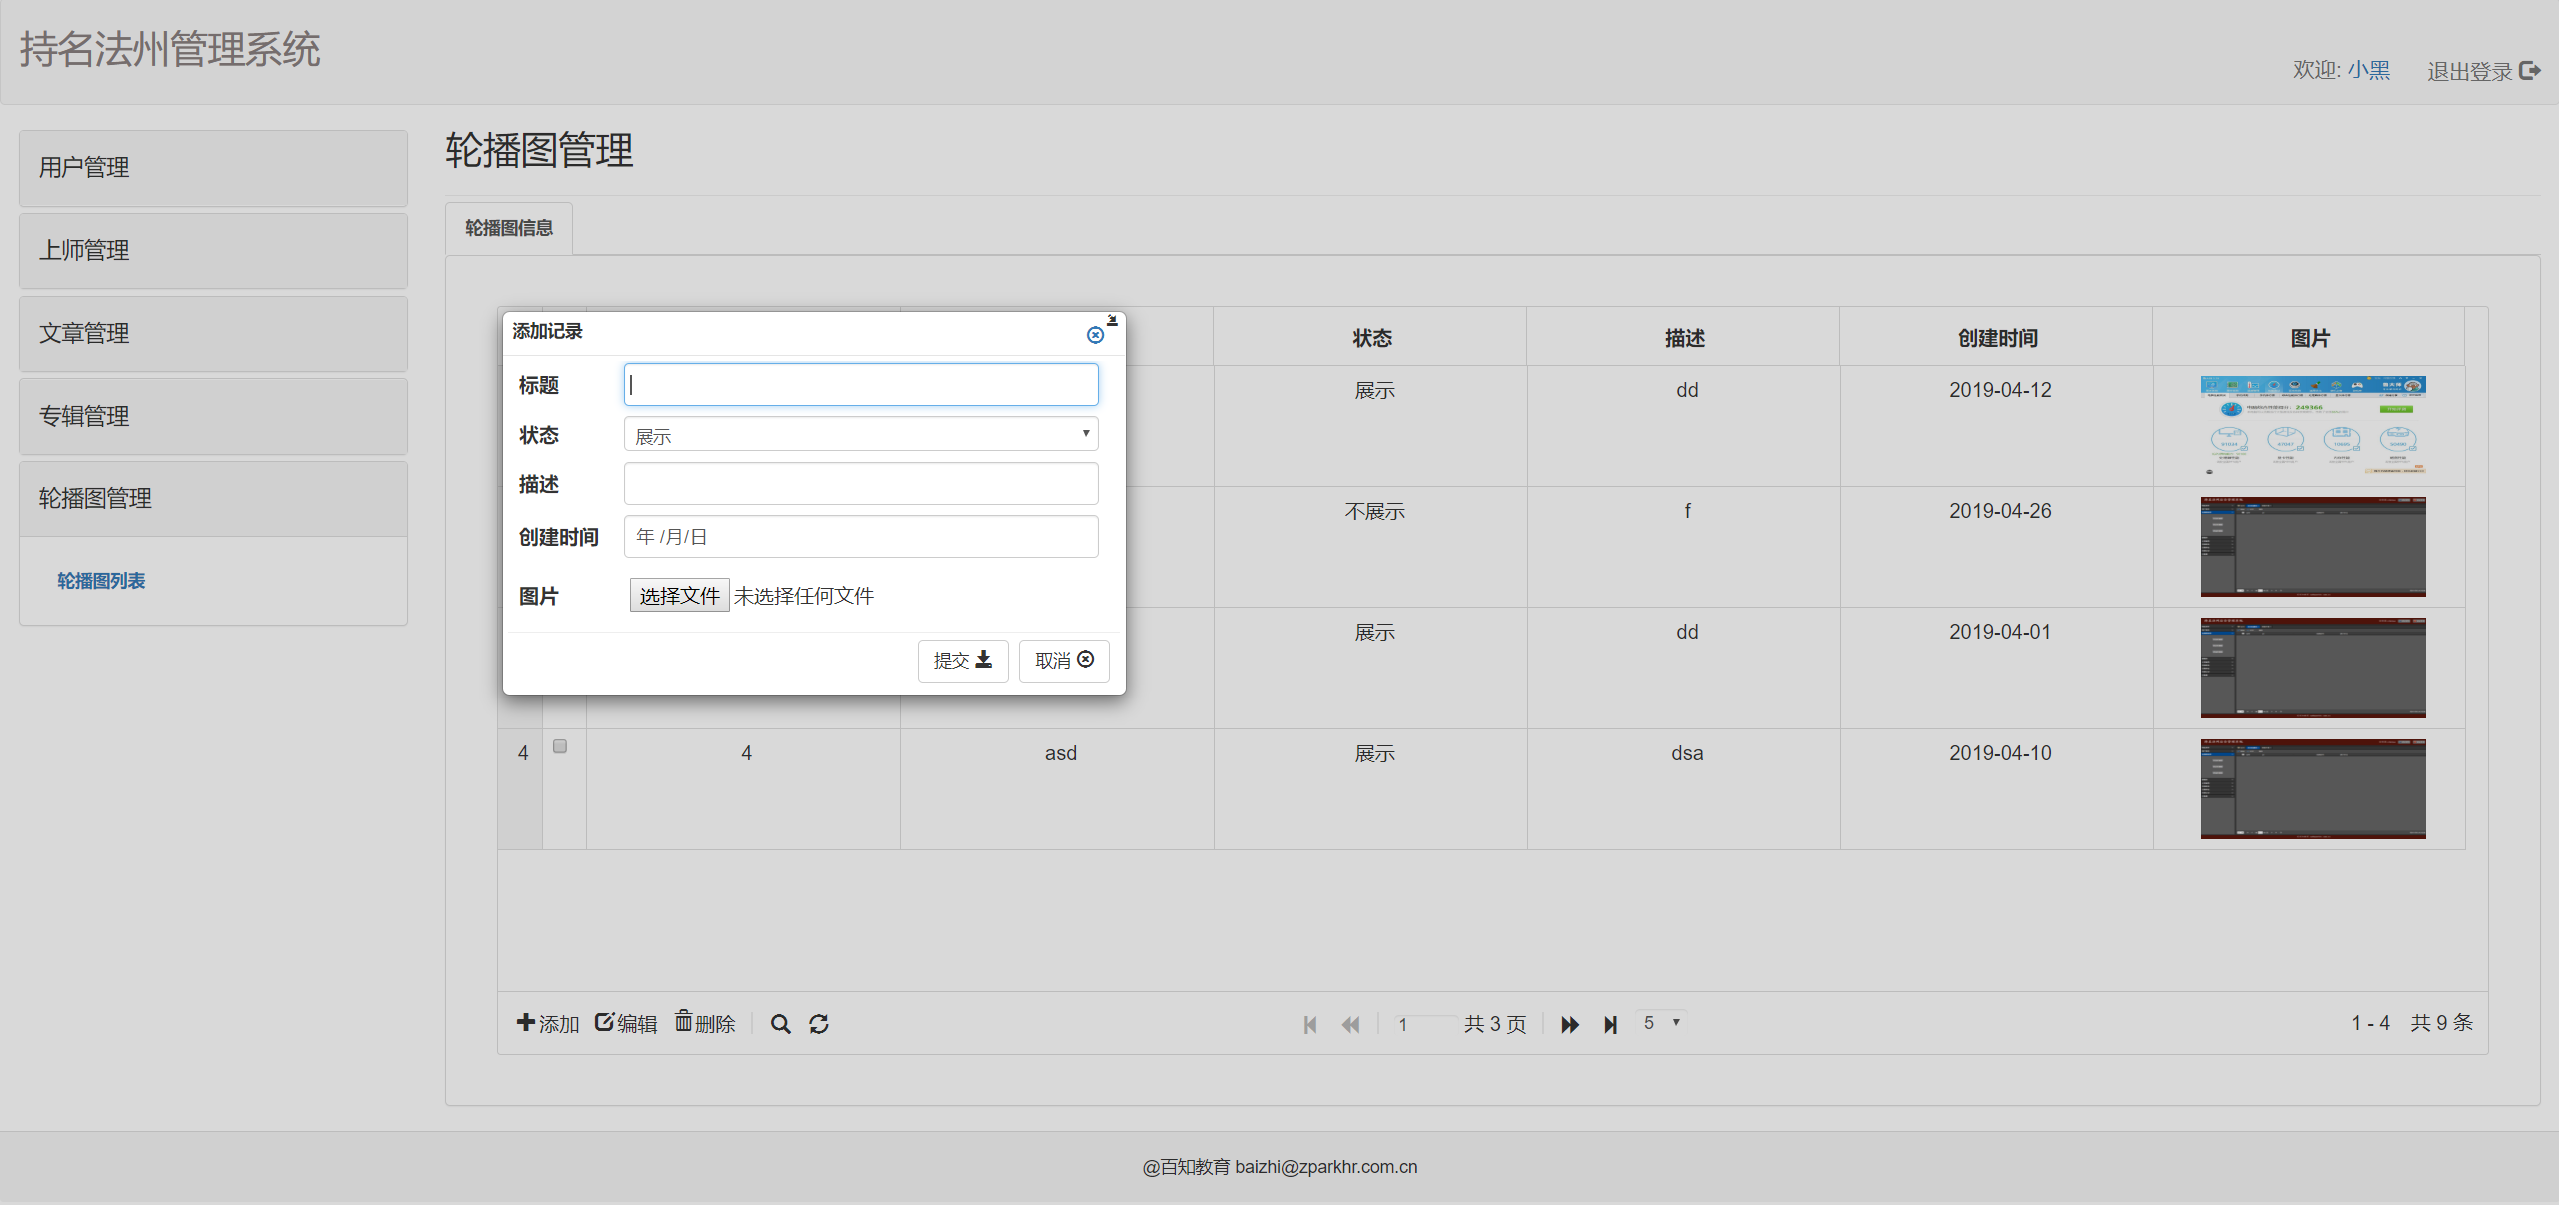 持名法州管理系统
欢迎: 小黑 退出登录
用户管理
上师管理
文章管理
专辑管理
轮播图管理
轮播图列表
轮播图管理
轮播图信息
状态 描述 创建时间 图片
展示 dd 2019-04-12
249366
不展示 f 2019-04-26
展示 dd 2019-04-01
4 4 asd 展示 dsa 2019-04-10
添加记录
标题
状态 展示
描述
创建时间 年 /月/日
图片 选择文件 未选择任何文件
提交 取消
添加 编辑 删除 1 共 3 页 5 1 - 4 共 9 条
@百知教育 baizhi@zparkhr.com.cn